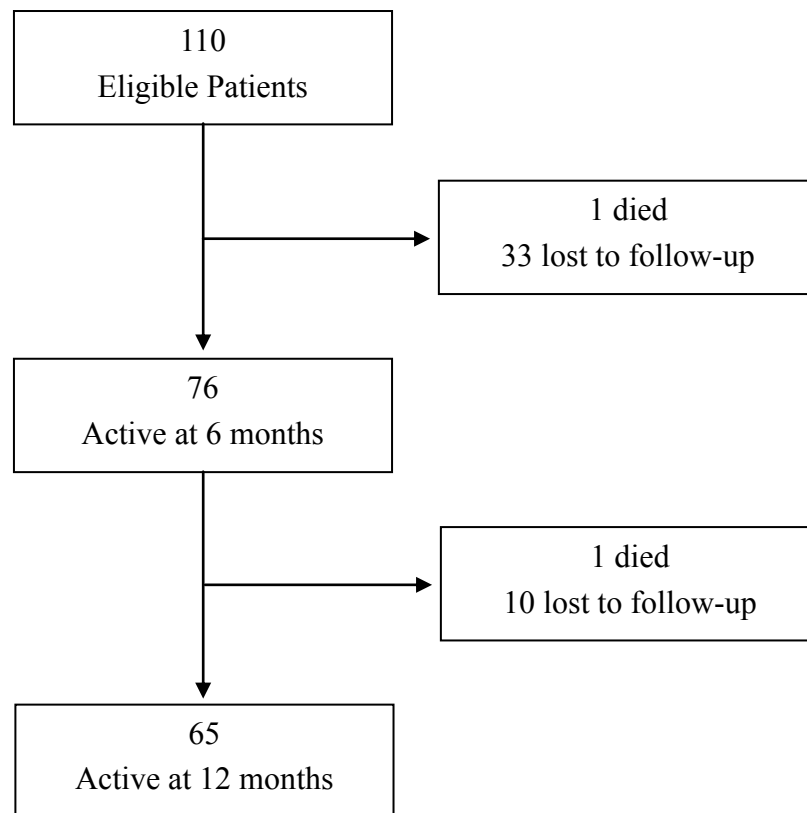 110
Eligible Patients
1 died
33 lost to follow-up
76
Active at 6 months
1 died
10 lost to follow-up
65
Active at 12 months